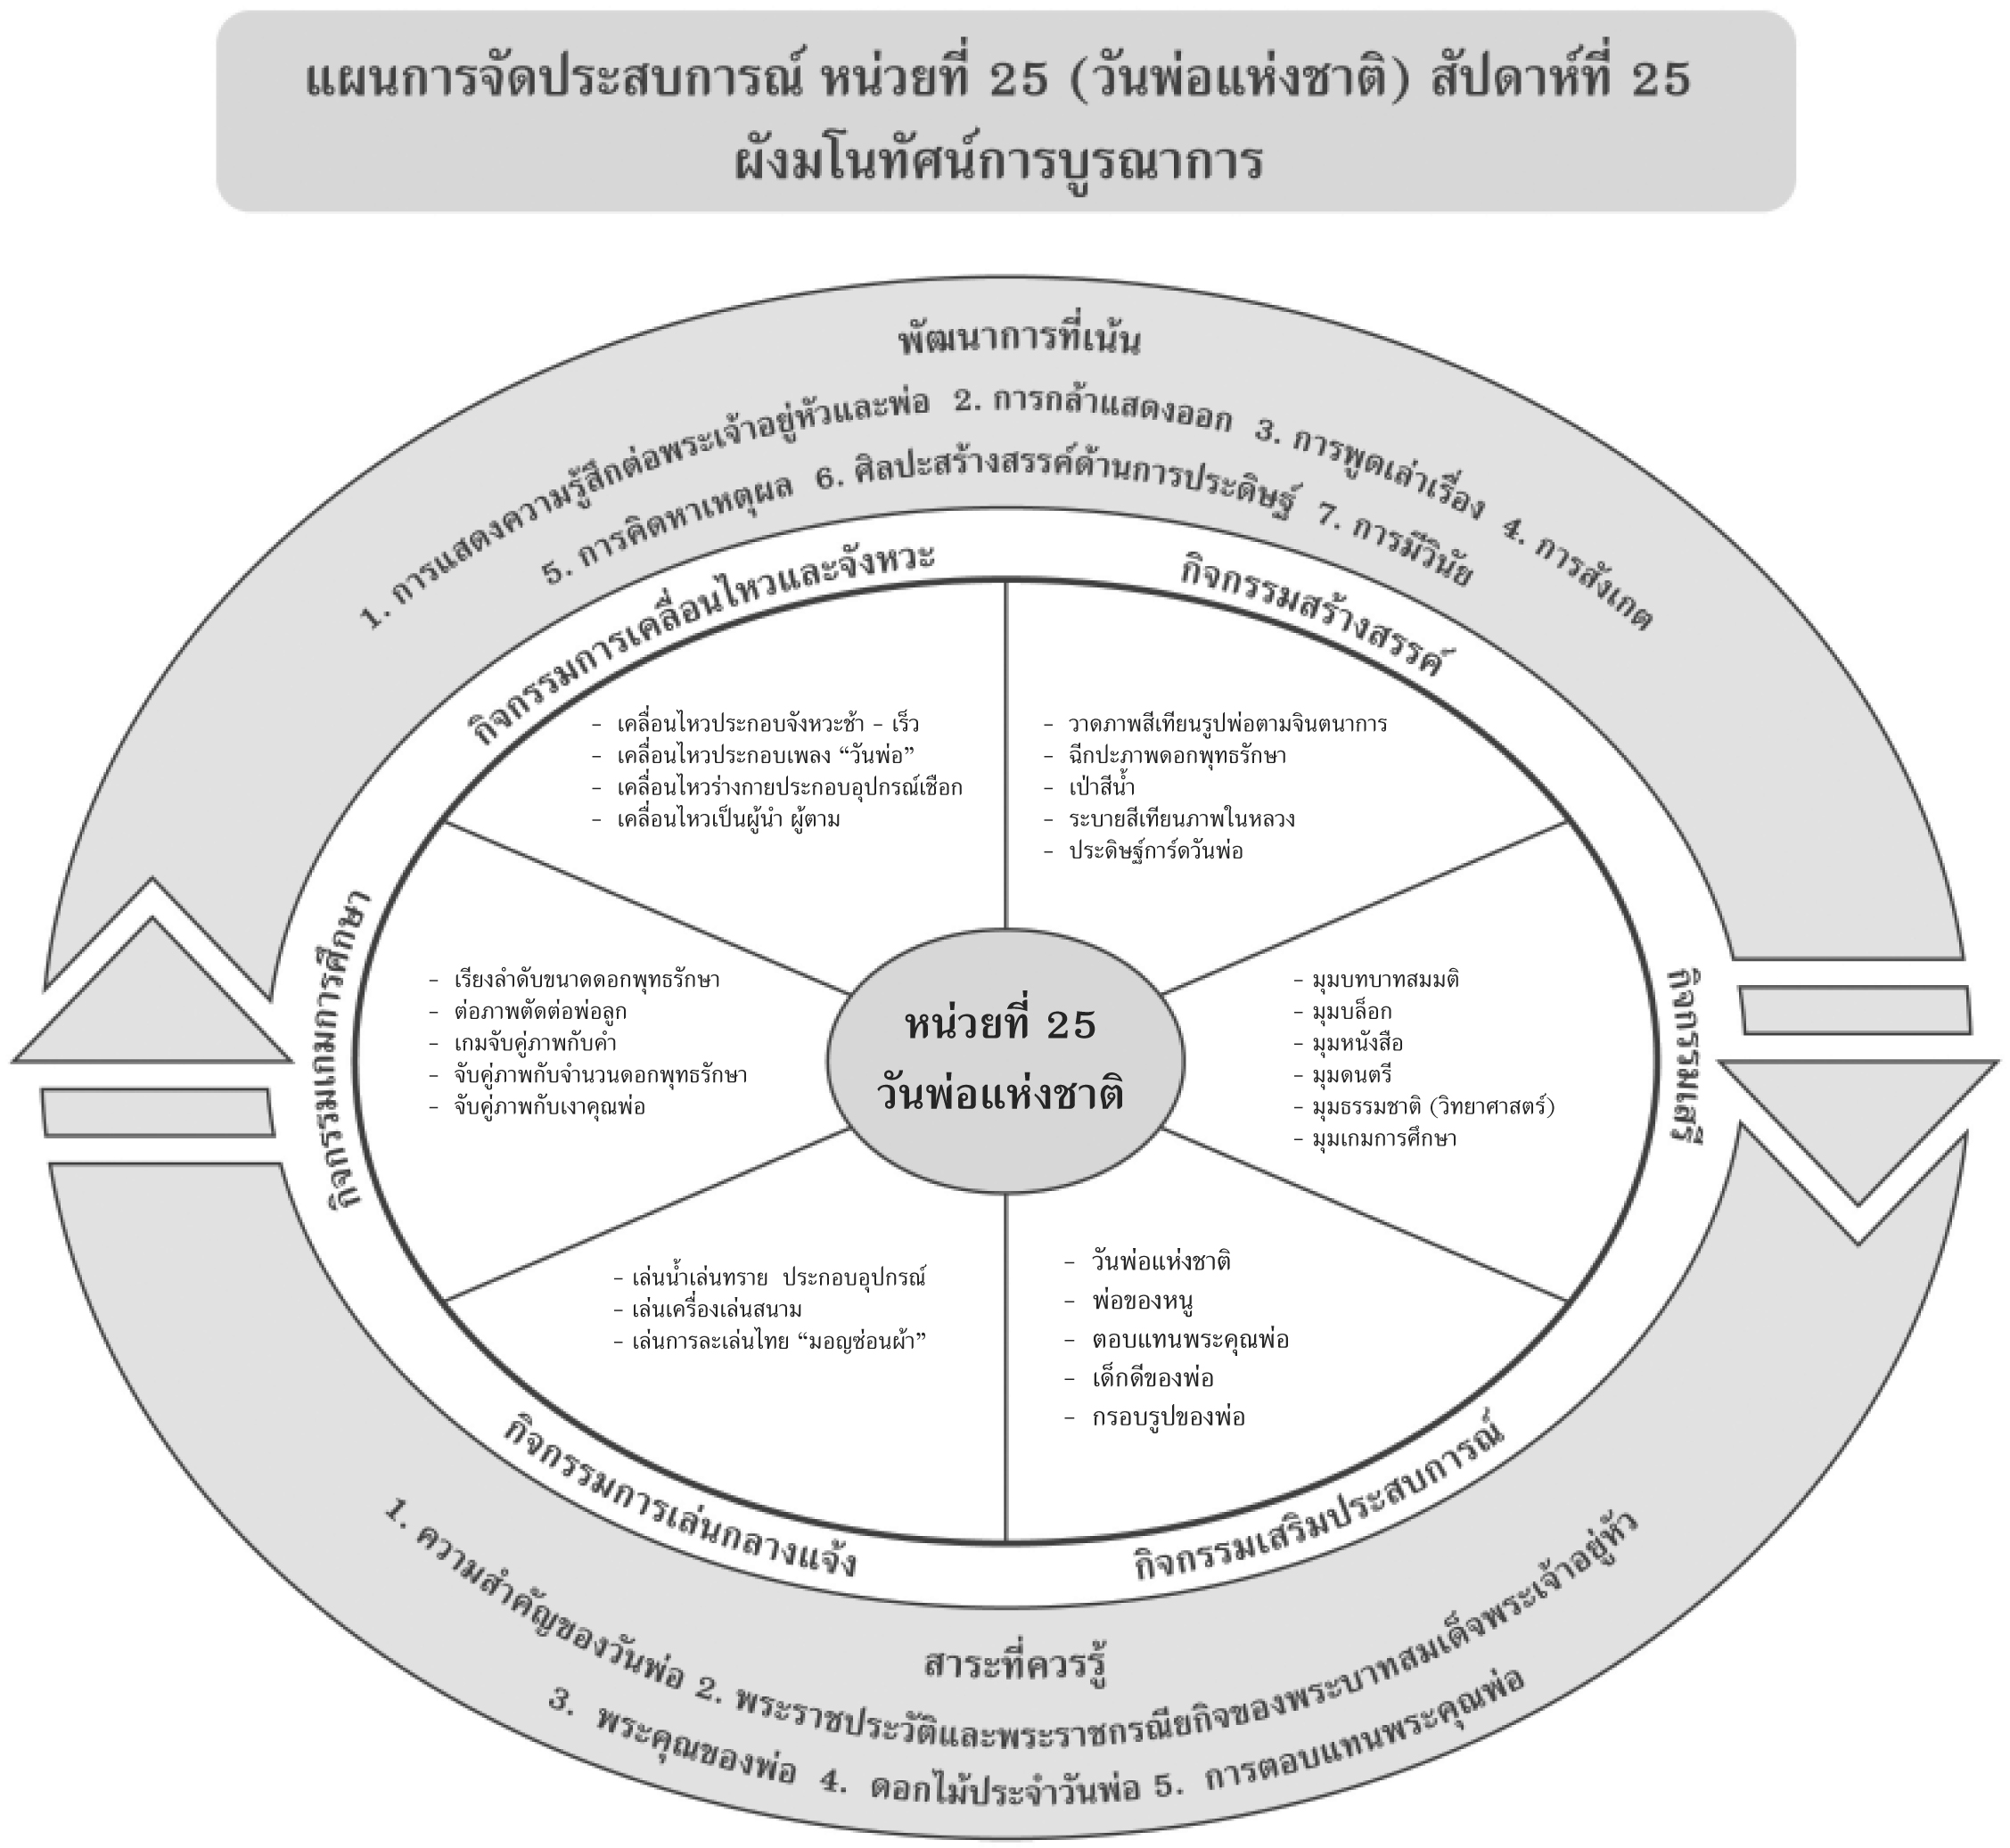 แผนการจัดประสบการณ์ หน่วยที่ 25 (วันพ่อแห่งชาติ) สัปดาห์ที่ 25
ผังมโนทัศน์การบูรณาการ
พัฒนาการที่เน้น
1. การแสดงความรู้สึกต่อพระเจ้าอยู่หัวและพ่อ 2. การกล้าแสดงออก 3. การพูดเล่าเรื่อง 4. การสังเกต
5. การคิดหาเหตุผล 6. ศิลปะสร้างสรรค์ด้านการประดิษฐ์ 7. การมีวินัย
กิจกรรมการเคลื่อนไหวและจังหวะ
- เคลื่อนไหวประกอบจังหวะช้า - เร็ว
- เคลื่อนไหวประกอบเพลง “วันพ่อ”
- เคลื่อนไหวร่างกายประกอบอุปกรณ์เชือก
- เคลื่อนไหวเป็นผู้นำ ผู้ตาม
กิจกรรมสร้างสรรค์
- วาดภาพสีเทียนรูปพ่อตามจินตนาการ
- ฉีกปะภาพดอกพุทธรักษา
- เป่าสีน้ำ
- ระบายสีเทียนภาพในหลวง
- ประดิษฐ์การ์ดวันพ่อ
กิจกรรมเกมการศึกษา
- เรียงลำดับขนาดดอกพุทธรักษา
- ต่อภาพตัดต่อพ่อลูก
- เกมจับคู่ภาพกับคำ
- จับคู่ภาพกับจำนวนดอกพุทธรักษา
- จับคู่ภาพกับเงาคุณพ่อ
หน่วยที่ 25
วันพ่อแห่งชาติ
กิจกรรมเสรี
- มุมบทบาทสมมติ
- มุมบล็อก
- มุมหนังสือ
- มุมดนตรี
- มุมธรรมชาติ (วิทยาศาสตร์)
- มุมเกมการศึกษา
- เล่นน้ำเล่นทราย ประกอบอุปกรณ์
- เล่นเครื่องเล่นสนาม
- เล่นการละเล่นไทย “มอญซ่อนผ้า”
กิจกรรมการเล่นกลางแจ้ง
- วันพ่อแห่งชาติ
- พ่อของหนู
- ตอบแทนพระคุณพ่อ
- เด็กดีของพ่อ
- กรอบรูปของพ่อ
กิจกรรมเสริมประสบการณ์
สาระที่ควรรู้
1. ความสำคัญของวันพ่อ 2. พระราชประวัติและพระราชกรณียกิจของพระบาทสมเด็จพระเจ้าอยู่หัว
3. พระคุณของพ่อ 4. ดอกไม้ประจำวันพ่อ 5. การตอบแทนพระคุณพ่อ